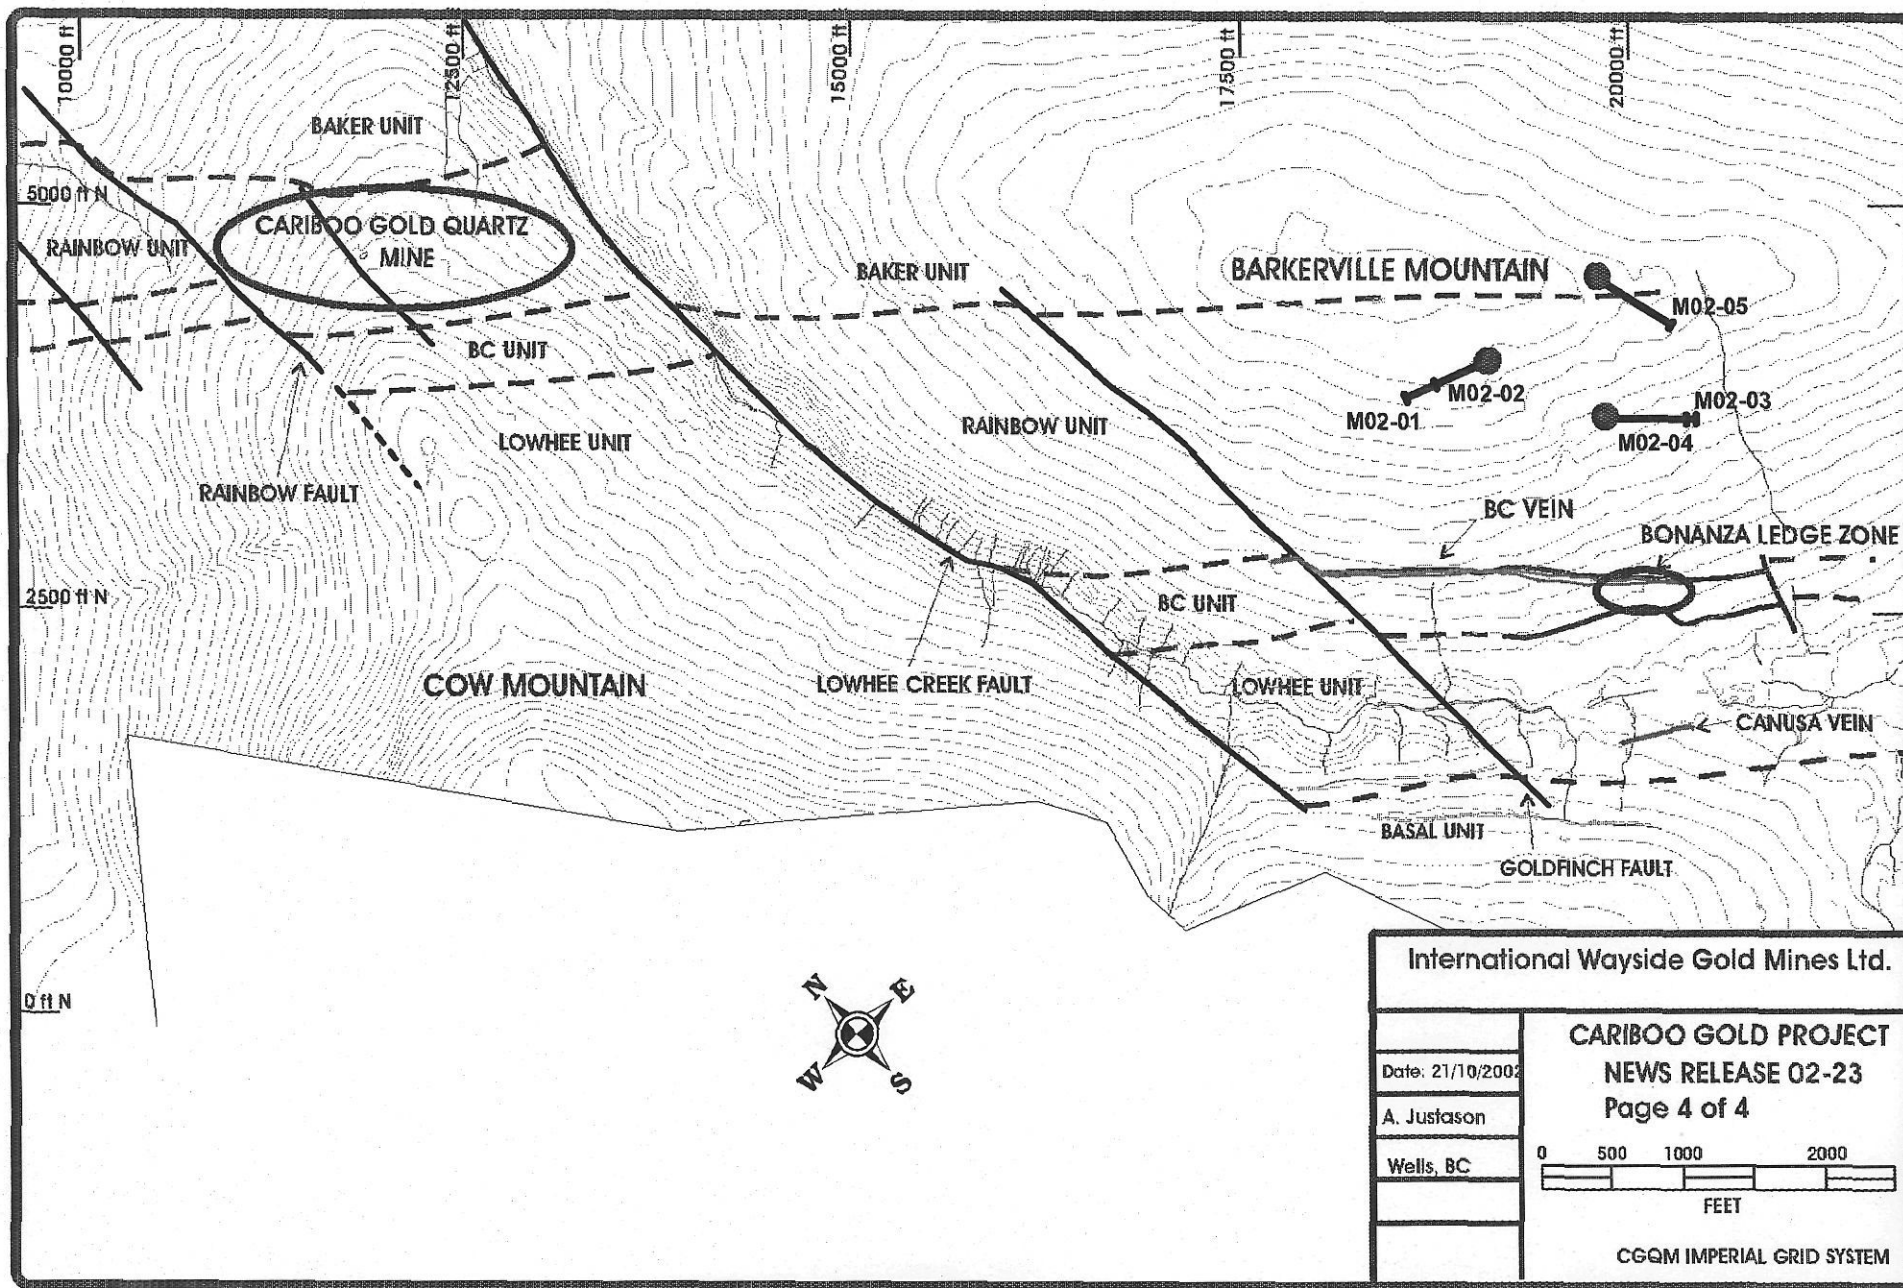 10000 ft
12500 ft
15000 ft
17500 ft
20000 ft
BAKER UNIT
5000 ft N
CARIBOO GOLD QUARTZ
MINE
RAINBOW UNIT
BAKER UNIT
BARKERVILLE MOUNTAIN
M02-05
BC UNIT
M02-02
M02-01
M02-03
M02-04
RAINBOW UNIT
LOWHEE UNIT
RAINBOW FAULT
BC VEIN
BONANZA LEDGE ZONE
2500 ft N
BC UNIT
COW MOUNTAIN
LOWHEE CREEK FAULT
LOWHEE UNIT
CANUSA VEIN
BASAL UNIT
GOLDFINCH FAULT
0 ft N
N
E
W
S
International Wayside Gold Mines Ltd.
CARIBOO GOLD PROJECT
NEWS RELEASE 02-23
Page 4 of 4
Date: 21/10/2002
A. Justason
Wells, BC
0 500 1000 2000
FEET
CGQM IMPERIAL GRID SYSTEM